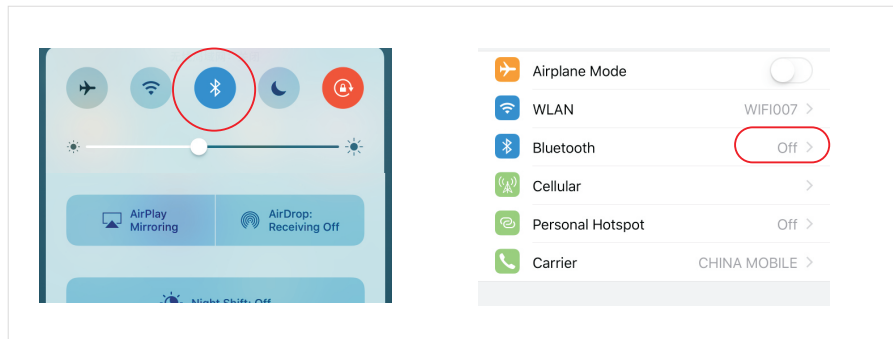 AirPlay
Mirroring
AirDrop:
Receiving Off
Night Shift: Off
Airplane Mode
WLAN WIFI007
Bluetooth Off
Cellular
Personal Hotspot Off
Carrier CHINA MOBILE